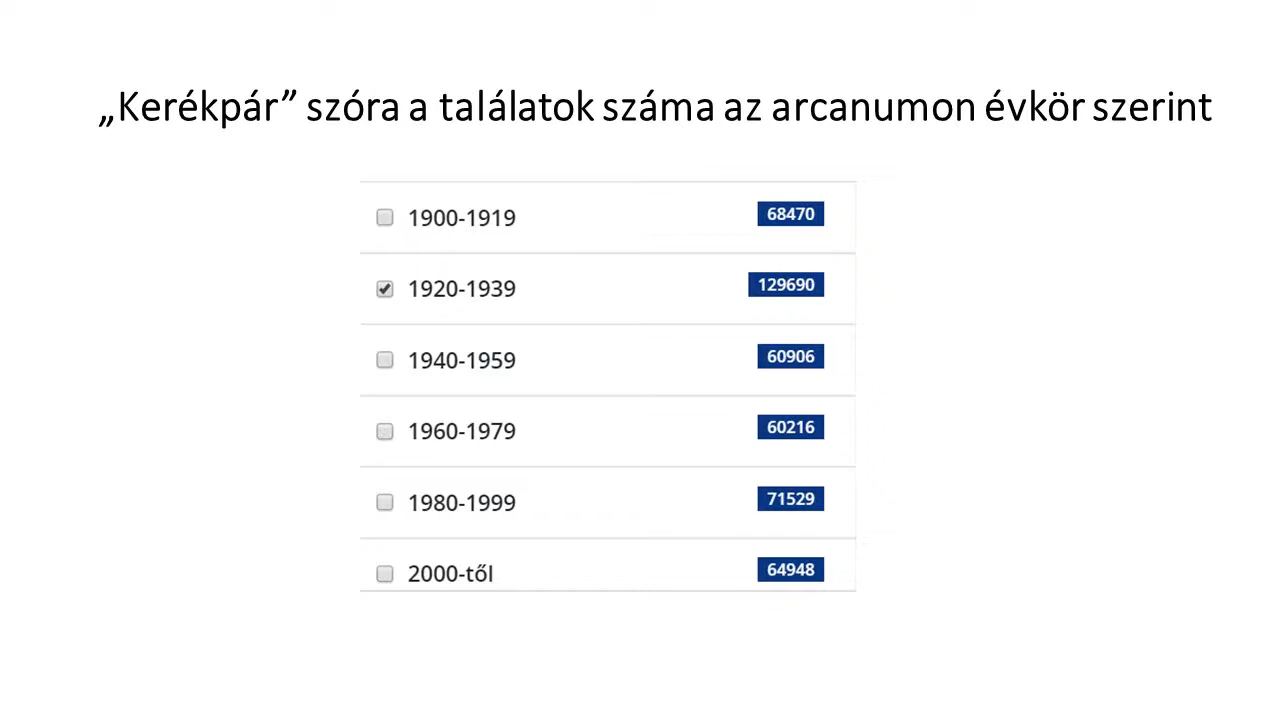 „Kerékpár” szóra a találatok száma az arcanumon évkör szerint
1900-1919 68470
1920-1939 129690
1940-1959 60906
1960-1979 60216
1980-1999 71529
2000-től 64948